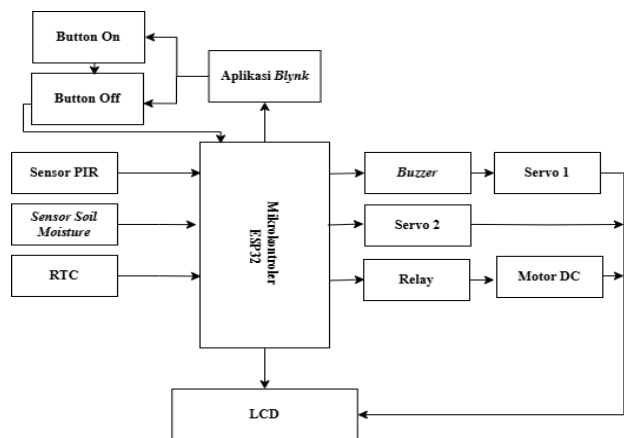 Button On
Button Off
Aplikasi Blynk
Sensor PIR
Sensor Soil
Moisture
RTC
Mikrokontroler
ESP32
Buzzer
Servo 1
Servo 2
Relay
Motor DC
LCD